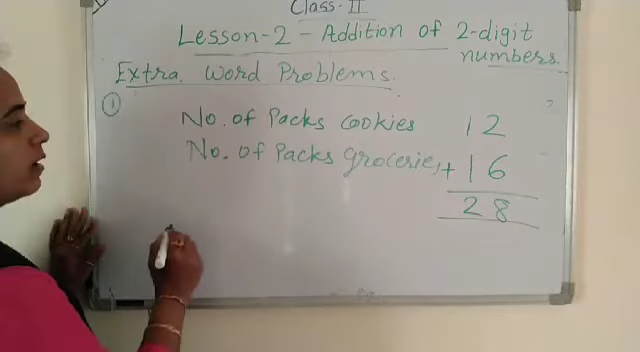 Class-II
Lesson-2 - Addition of 2-digit
numbers.
Extra Word Problems.
① No. of Packs cookies 12
No. of Packs groceries + 16
28